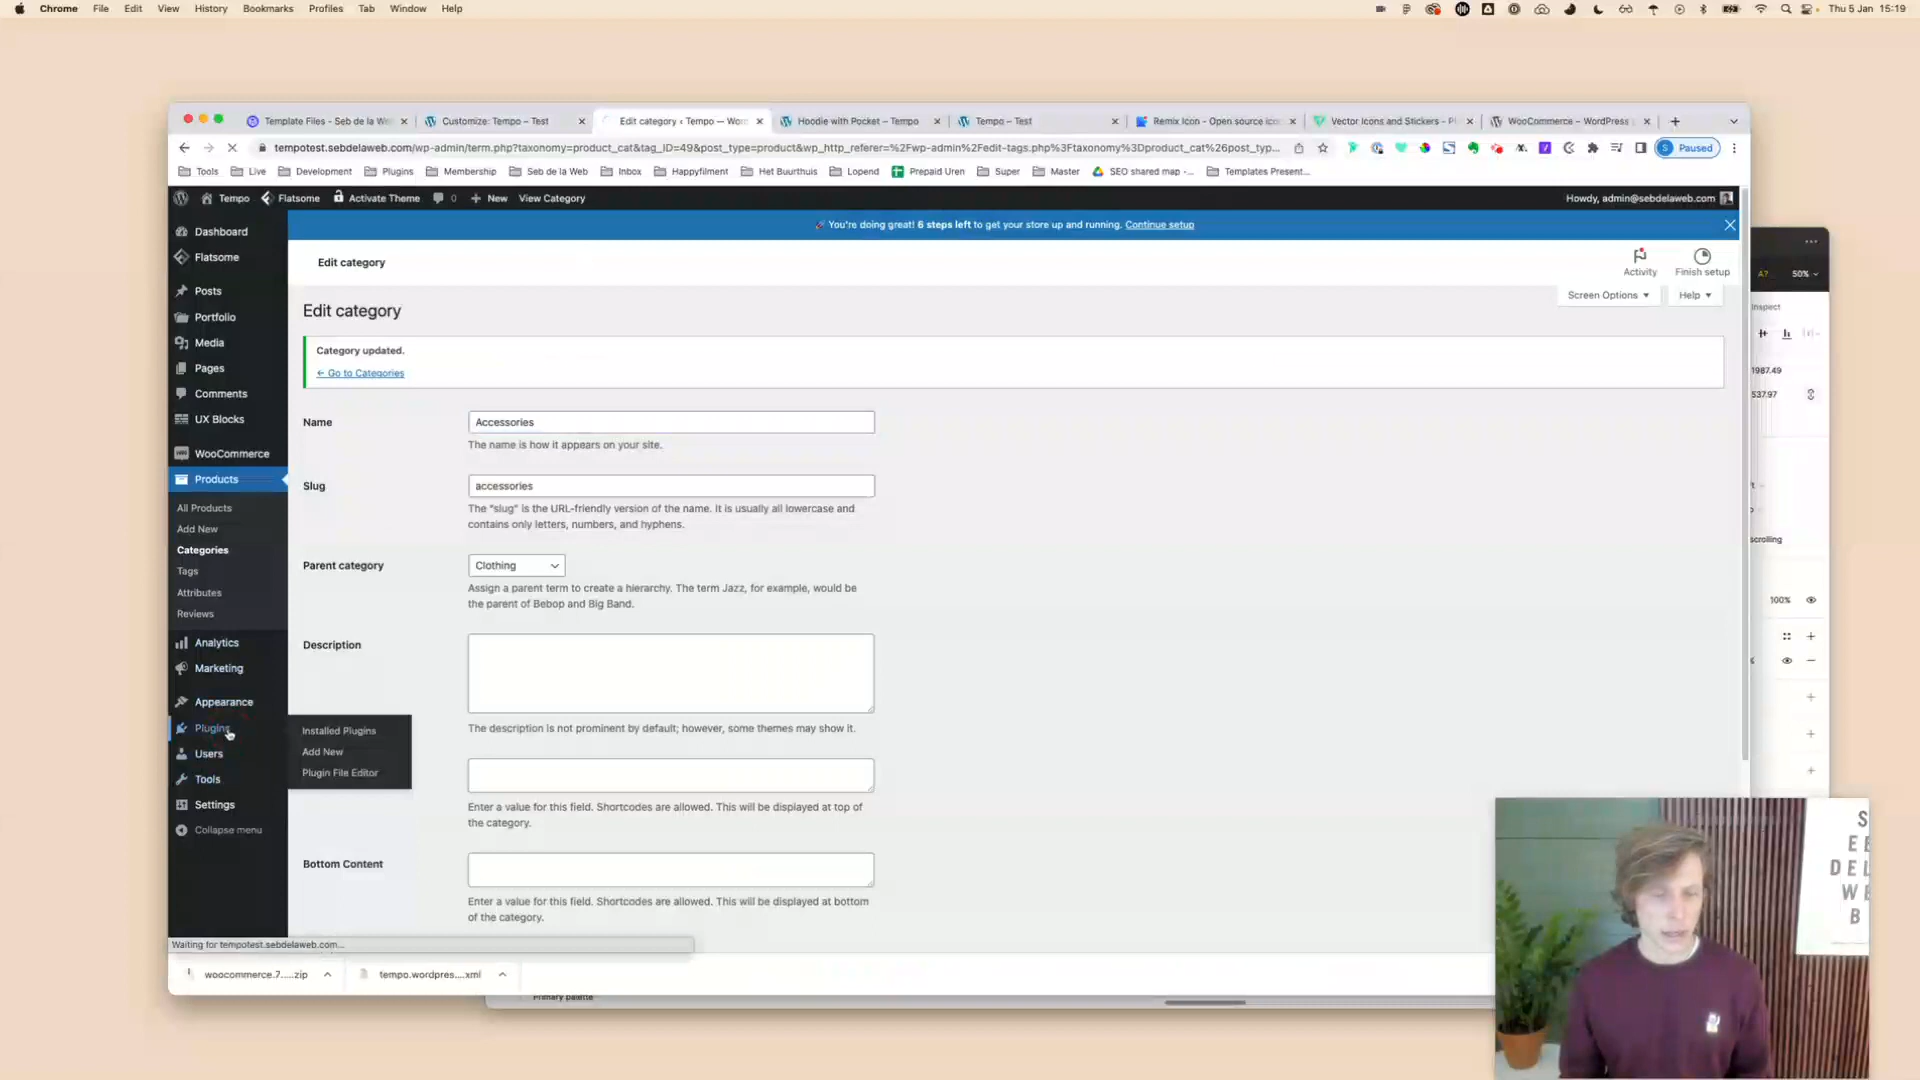 Chrome File Edit View History Bookmarks Profiles Tab Window Help Thu 5 Jan 15:19
Template Files - Seb de la We Customize: Tempo – Test Edit category ‹ Tempo — Wor Hoodie with Pocket – Tempo Tempo – Test Remix Icon - Open source ico Vector Icons and Stickers - P WooCommerce – WordPress
tempotest.sebdelaweb.com/wp-admin/term.php?taxonomy=product_cat&tag_ID=49&post_type=product&wp_http_referer=%2Fwp-admin%2Fedit-tags.php%3Ftaxonomy%3Dproduct_cat%26post_typ... S Paused
Tools Live Development Plugins Membership Seb de la Web Inbox Happyfilment Het Buurthuis Lopend Prepaid Uren Super Master SEO shared map -... Templates Present...
Tempo Flatsome Activate Theme 0 New View Category Howdy, admin@sebdelaweb.com
You're doing great! 6 steps left to get your store up and running. Continue setup
Dashboard
Flatsome
Posts
Portfolio
Media
Pages
Comments
UX Blocks
WooCommerce
Products
All Products
Add New
Categories
Tags
Attributes
Reviews
Analytics
Marketing
Appearance
Plugins
Users
Tools
Settings
Collapse menu
Installed Plugins
Add New
Plugin File Editor
Edit category
Activity
Finish setup
Screen Options
Help
Edit category
Category updated.
← Go to Categories
Name
Accessories
The name is how it appears on your site.
Slug
accessories
The "slug" is the URL-friendly version of the name. It is usually all lowercase and
contains only letters, numbers, and hyphens.
Parent category
Clothing
Assign a parent term to create a hierarchy. The term Jazz, for example, would be
the parent of Bebop and Big Band.
Description
The description is not prominent by default; however, some themes may show it.
Enter a value for this field. Shortcodes are allowed. This will be displayed at top of
the category.
Bottom Content
Enter a value for this field. Shortcodes are allowed. This will be displayed at bottom
of the category.
Waiting for tempotest.sebdelaweb.com...
woocommerce.7.....zip
tempo.wordpres....xml
Primary palette
A?
50%
Inspect
1987.49
537.97
scrolling
100%
S
EE
DEL
WE
B